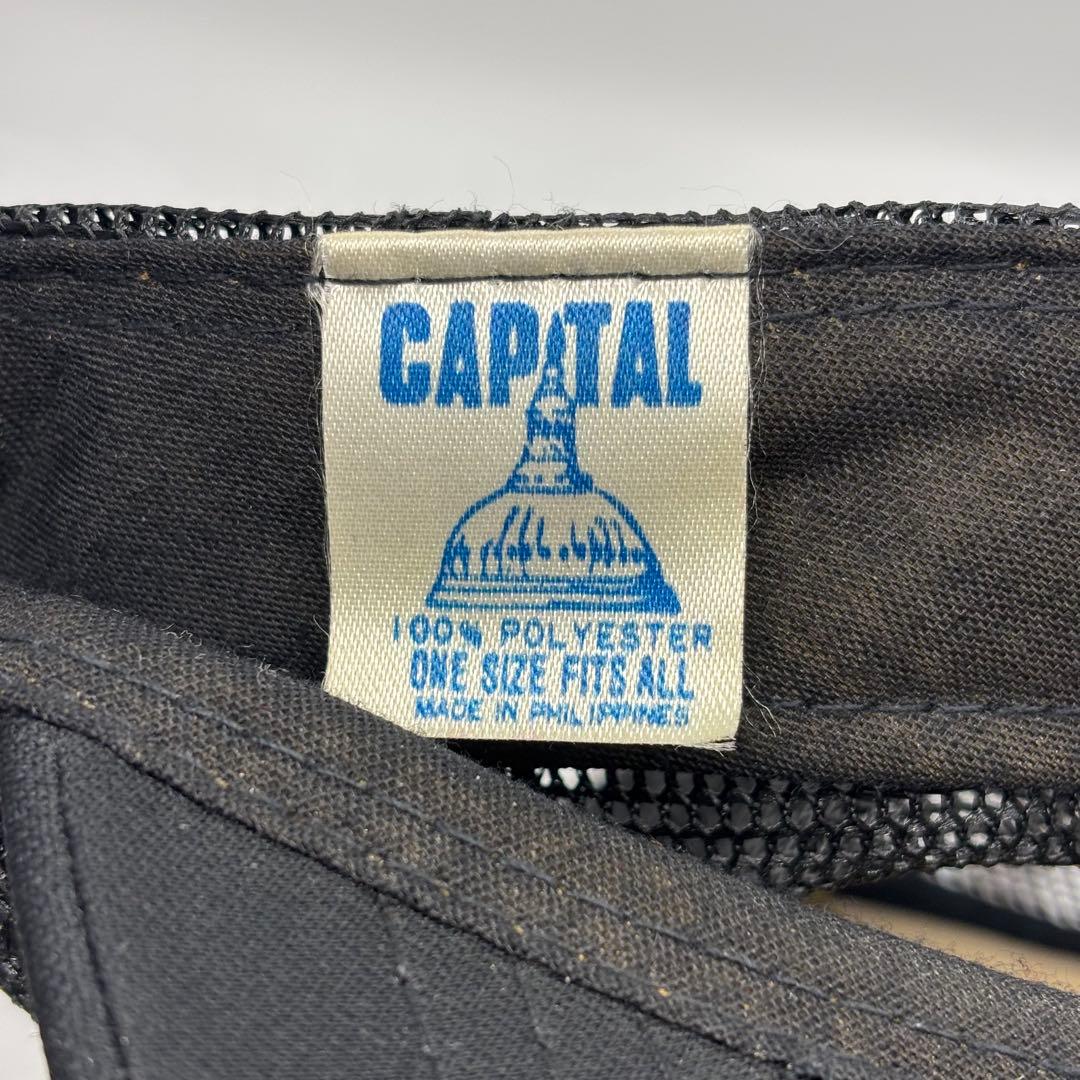 CAPITAL
100% POLYESTER
ONE SIZE FITS ALL
MADE IN PHILIPPINES